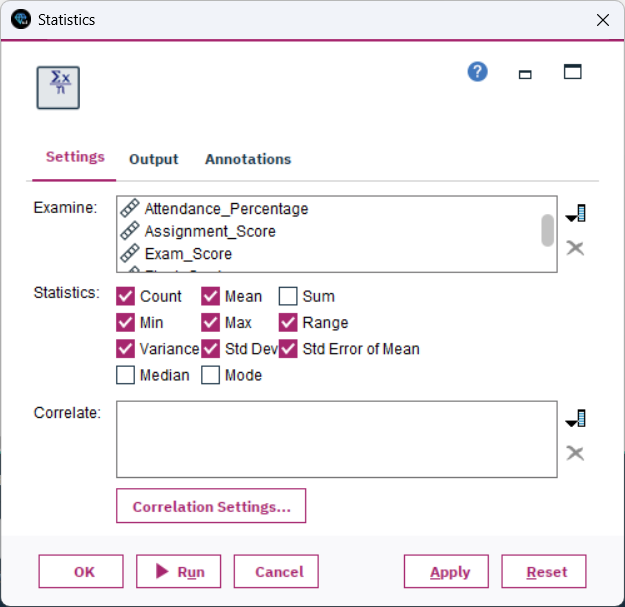 Statistics
Σx
n
?
Settings Output Annotations
Examine: Attendance_Percentage
Assignment_Score
Exam_Score
Statistics: Count Mean Sum
Min Max Range
Variance Std Dev Std Error of Mean
Median Mode
Correlate:
Correlation Settings...
OK Run Cancel Apply Reset